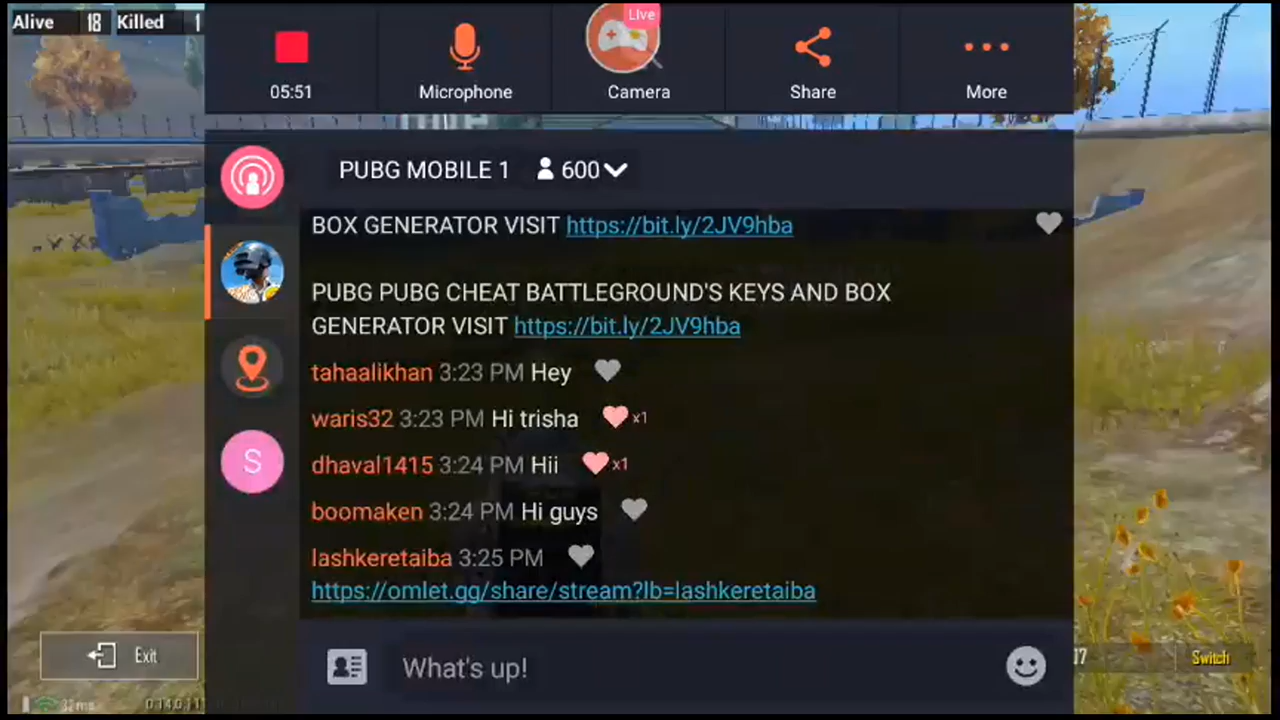 Alive 18 Killed 1
Live
05:51
Microphone
Camera
Share
More
PUBG MOBILE 1 600
BOX GENERATOR VISIT https://bit.ly/2JV9hba
PUBG PUBG CHEAT BATTLEGROUND'S KEYS AND BOX
GENERATOR VISIT https://bit.ly/2JV9hba
tahaalikhan 3:23 PM Hey
waris32 3:23 PM Hi trisha x1
dhaval1415 3:24 PM Hii x1
boomaken 3:24 PM Hi guys
lashkeretaiba 3:25 PM
https://omlet.gg/share/stream?lb=lashkeretaiba
S
What's up!
Exit
Switch
32ms